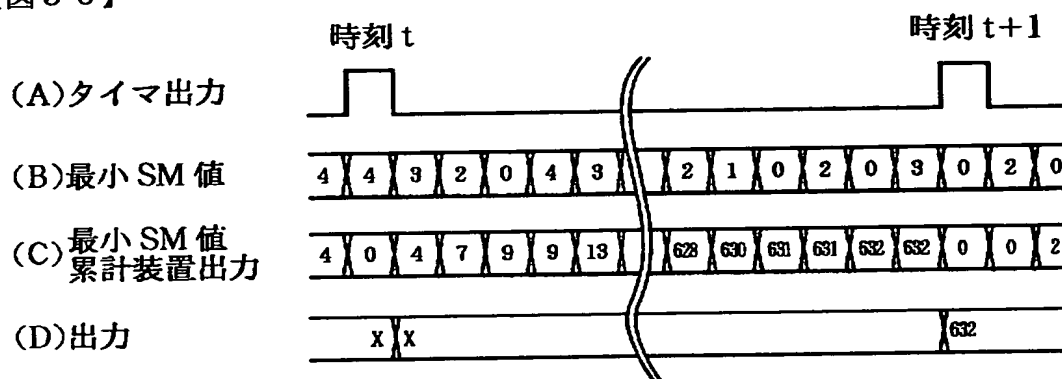 時刻 t
時刻 t+1
(A)タイマ出力
(B)最小 SM 値 4 4 3 2 0 4 3 2 1 0 2 0 3 0 2 0
(C)最小 SM 値
累計装置出力 4 0 4 7 9 9 13 628 630 631 631 632 632 0 0 2
(D)出力 X X 632